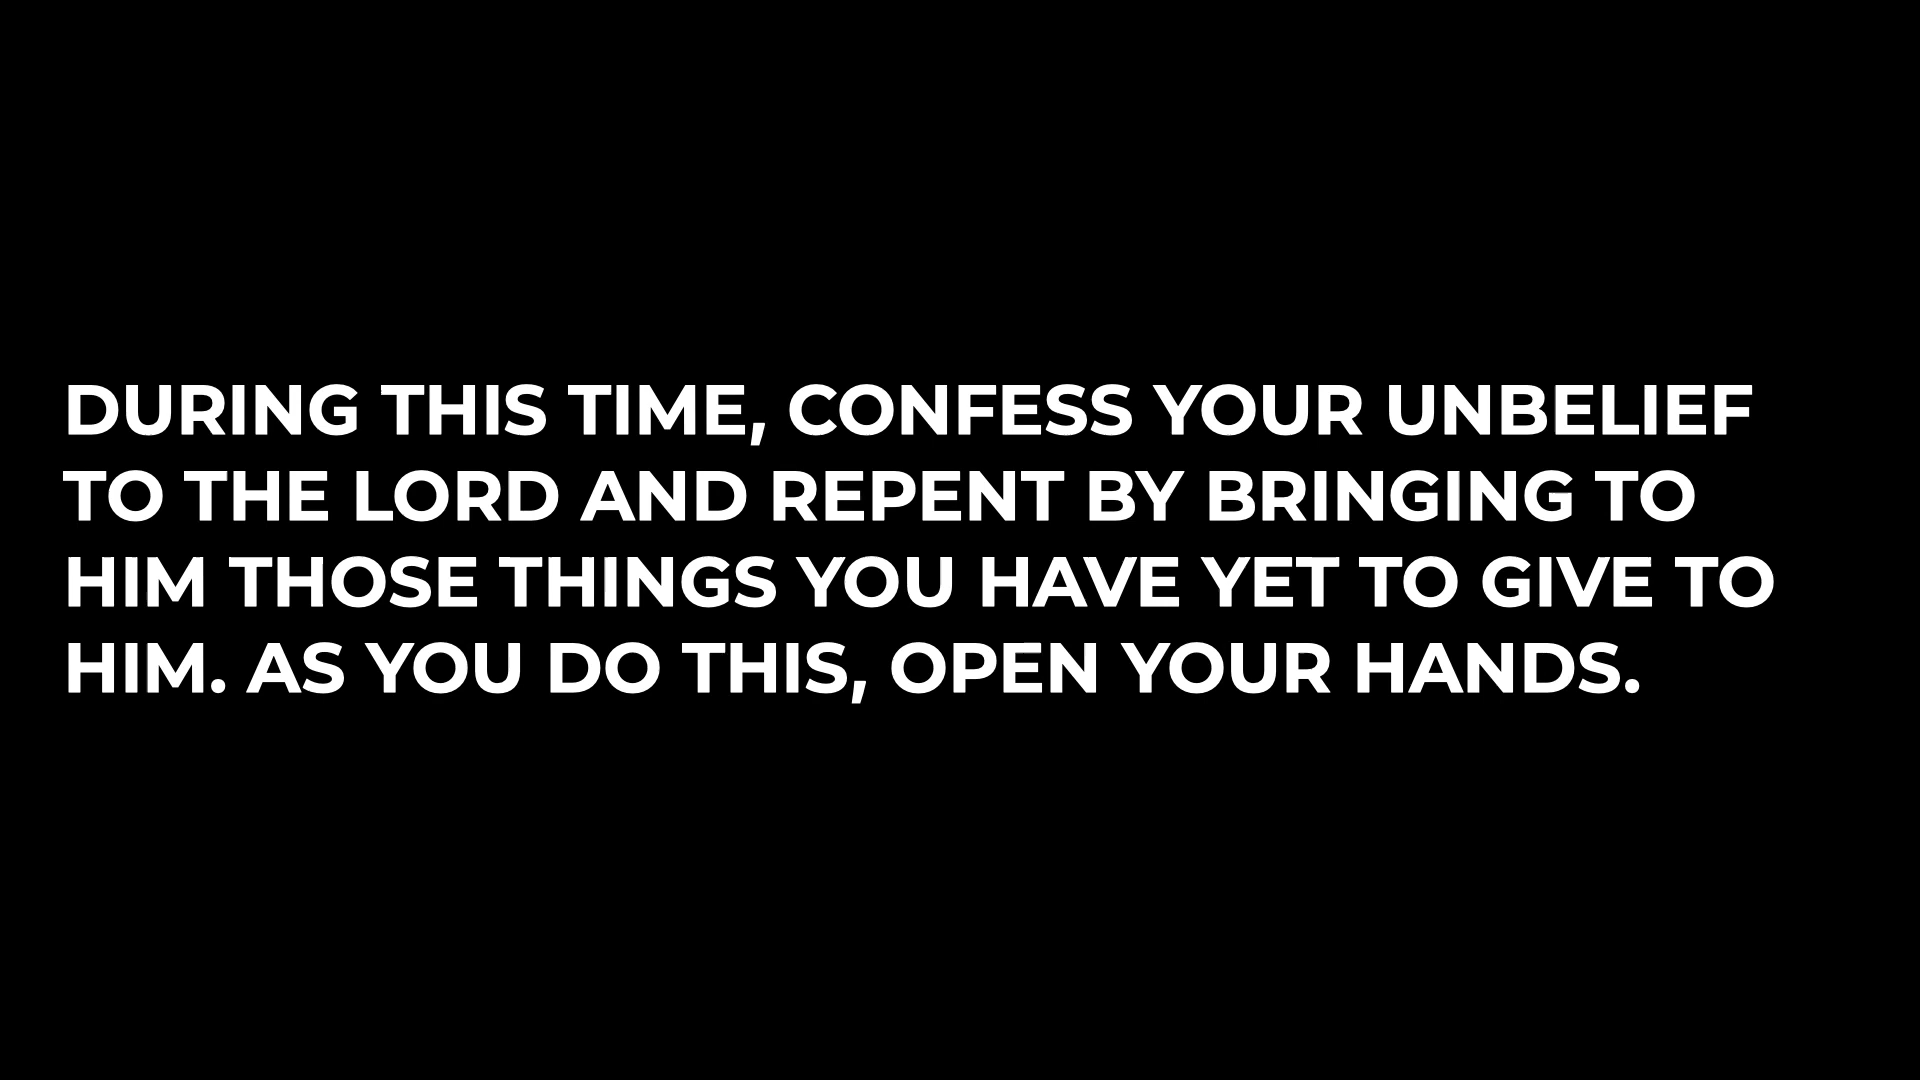 DURING THIS TIME, CONFESS YOUR UNBELIEF
TO THE LORD AND REPENT BY BRINGING TO
HIM THOSE THINGS YOU HAVE YET TO GIVE TO
HIM. AS YOU DO THIS, OPEN YOUR HANDS.